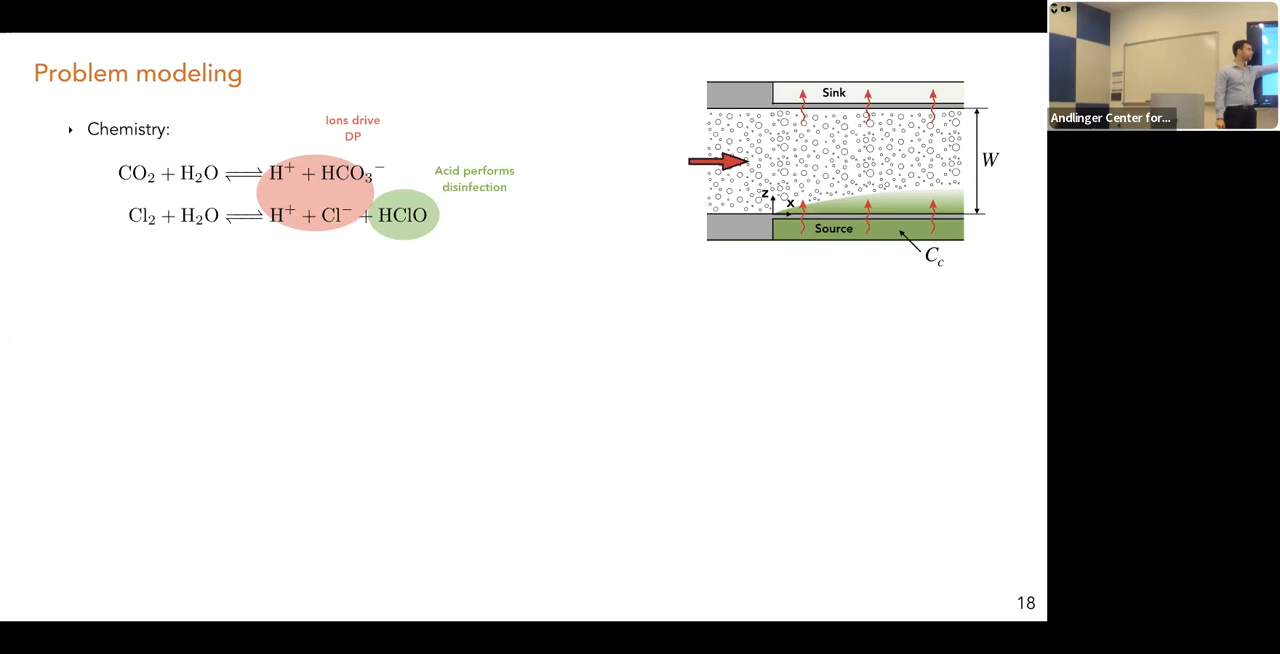 Problem modeling
‣ Chemistry:
Ions drive
DP
CO₂ + H₂O ⇌ H⁺ + HCO₃⁻
Acid performs
disinfection
Cl₂ + H₂O ⇌ H⁺ + Cl⁻ + HClO
Sink
W
z
x
Source
C_c
18
Andlinger Center for...